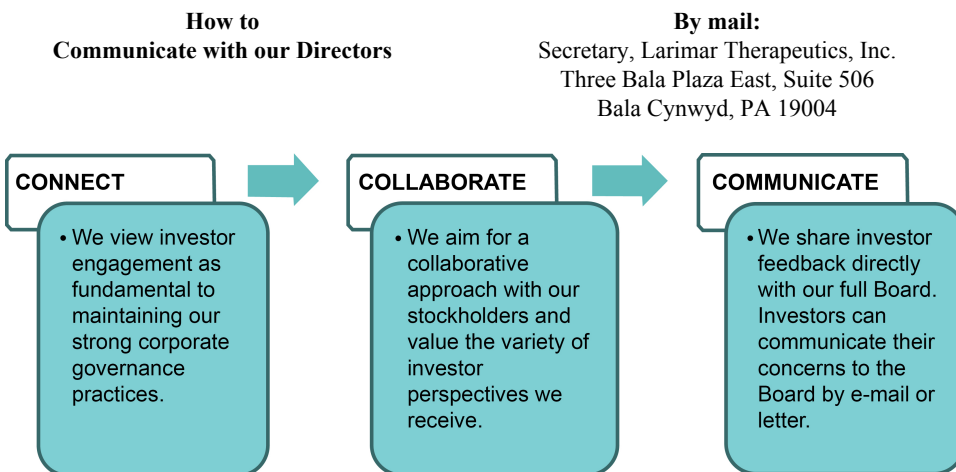 How to
Communicate with our Directors
By mail:
Secretary, Larimar Therapeutics, Inc.
Three Bala Plaza East, Suite 506
Bala Cynwyd, PA 19004
CONNECT
• We view investor
engagement as
fundamental to
maintaining our
strong corporate
governance
practices.
COLLABORATE
• We aim for a
collaborative
approach with our
stockholders and
value the variety of
investor
perspectives we
receive.
COMMUNICATE
• We share investor
feedback directly
with our full Board.
Investors can
communicate their
concerns to the
Board by e-mail or
letter.